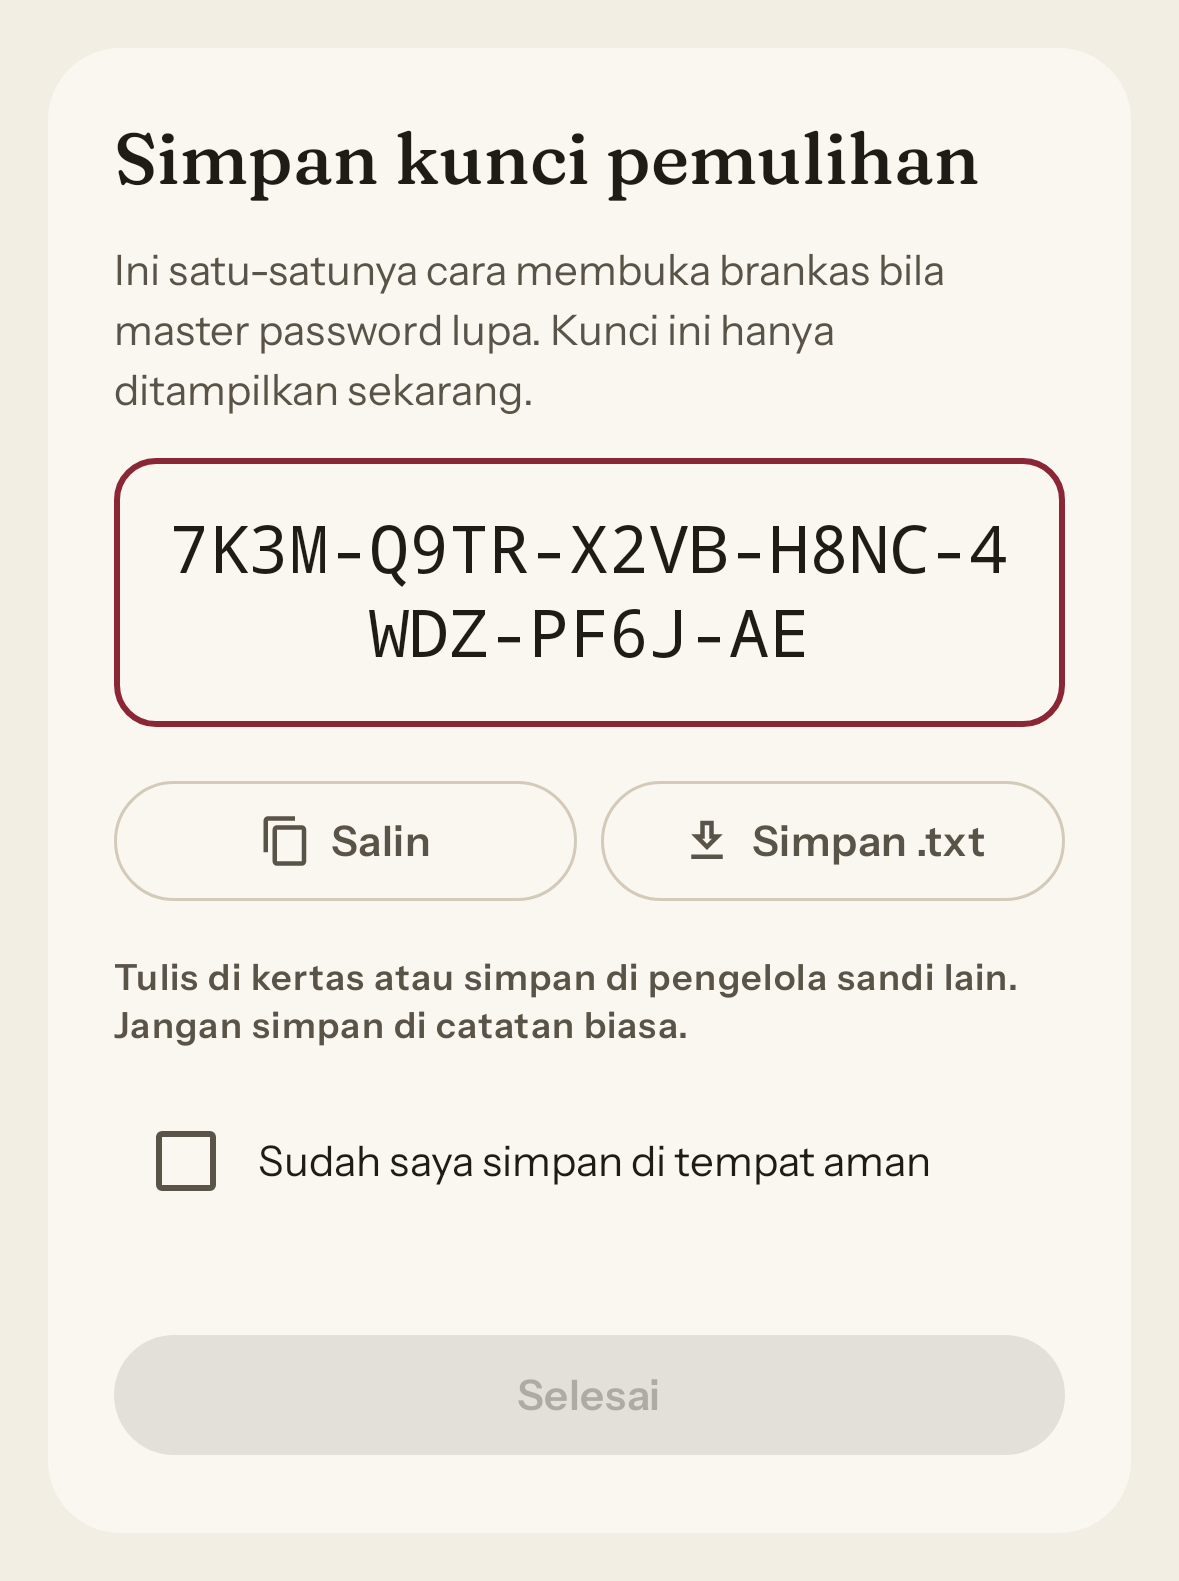 Simpan kunci pemulihan
Ini satu-satunya cara membuka brankas bila
master password lupa. Kunci ini hanya
ditampilkan sekarang.
7K3M-Q9TR-X2VB-H8NC-4
WDZ-PF6J-AE
Salin
Simpan .txt
Tulis di kertas atau simpan di pengelola sandi lain.
Jangan simpan di catatan biasa.
Sudah saya simpan di tempat aman
Selesai